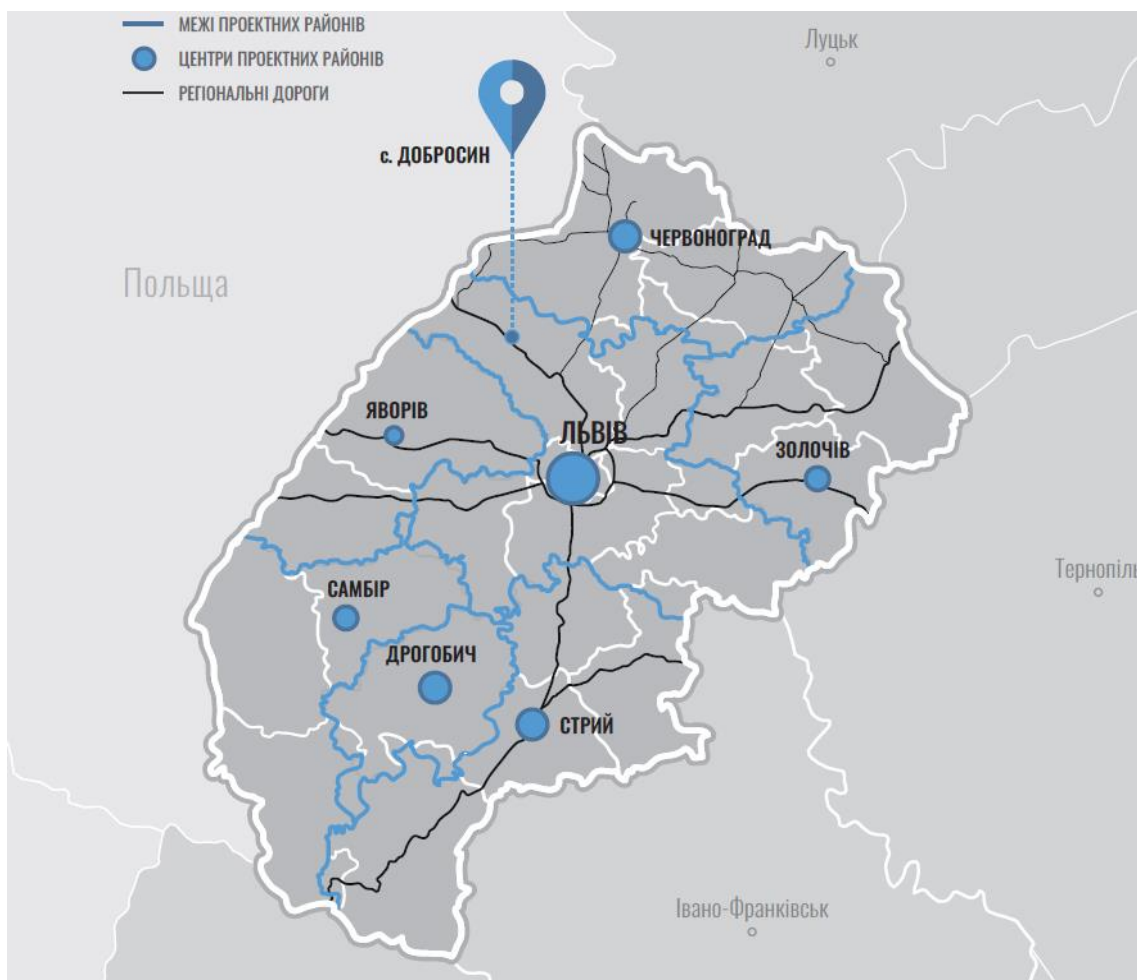 МЕЖІ ПРОЕКТНИХ РАЙОНІВ
ЦЕНТРИ ПРОЕКТНИХ РАЙОНІВ
РЕГІОНАЛЬНІ ДОРОГИ
Луцьк
с. ДОБРОСИН
ЧЕРВОНОГРАД
Польща
ЯВОРІВ
ЛЬВІВ
ЗОЛОЧІВ
Тернопіль
САМБІР
ДРОГОБИЧ
СТРИЙ
Івано-Франківськ